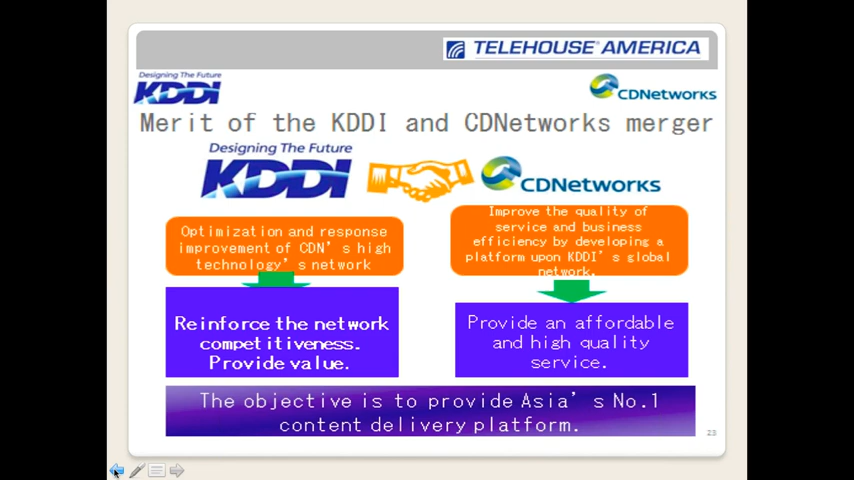 TELEHOUSE® AMERICA
Designing The Future
KDDI
CDNetworks
Merit of the KDDI and CDNetworks merger
Designing The Future
KDDI
CDNetworks
Optimization and response
improvement of CDN’s high
technology’s network
Improve the quality of
service and business
efficiency by developing a
platform upon KDDI’s global
network.
Reinforce the network
competitiveness.
Provide value.
Provide an affordable
and high quality
service.
The objective is to provide Asia’s No.1
content delivery platform.
23